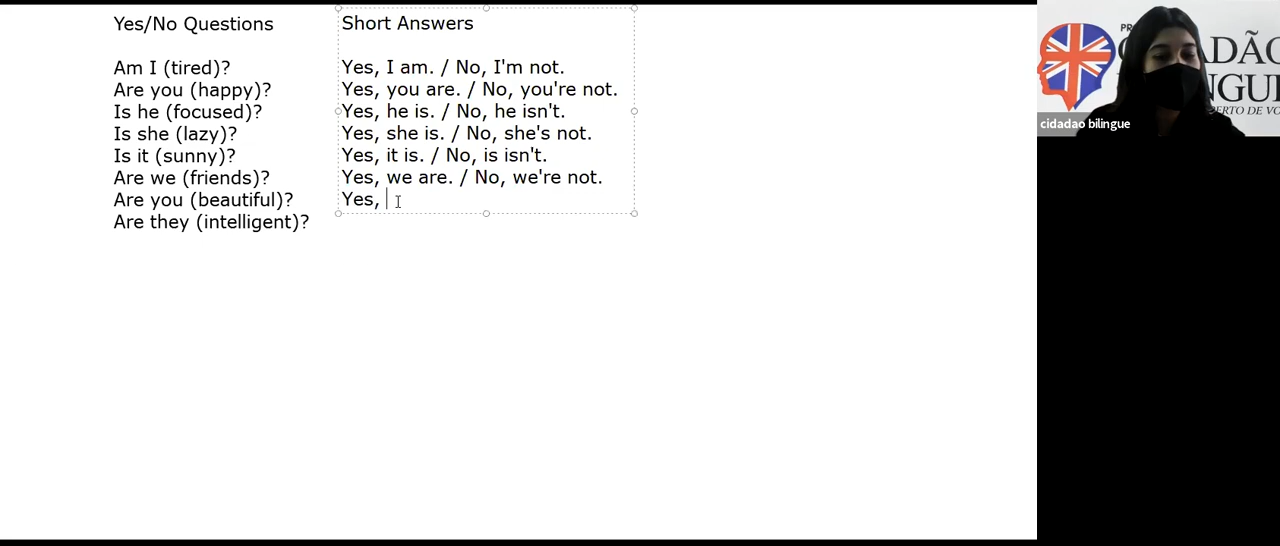 Yes/No Questions
Short Answers
Am I (tired)?
Yes, I am. / No, I'm not.
Are you (happy)?
Yes, you are. / No, you're not.
Is he (focused)?
Yes, he is. / No, he isn't.
Is she (lazy)?
Yes, she is. / No, she's not.
Is it (sunny)?
Yes, it is. / No, is isn't.
Are we (friends)?
Yes, we are. / No, we're not.
Are you (beautiful)?
Yes,
Are they (intelligent)?
cidadao bilingue